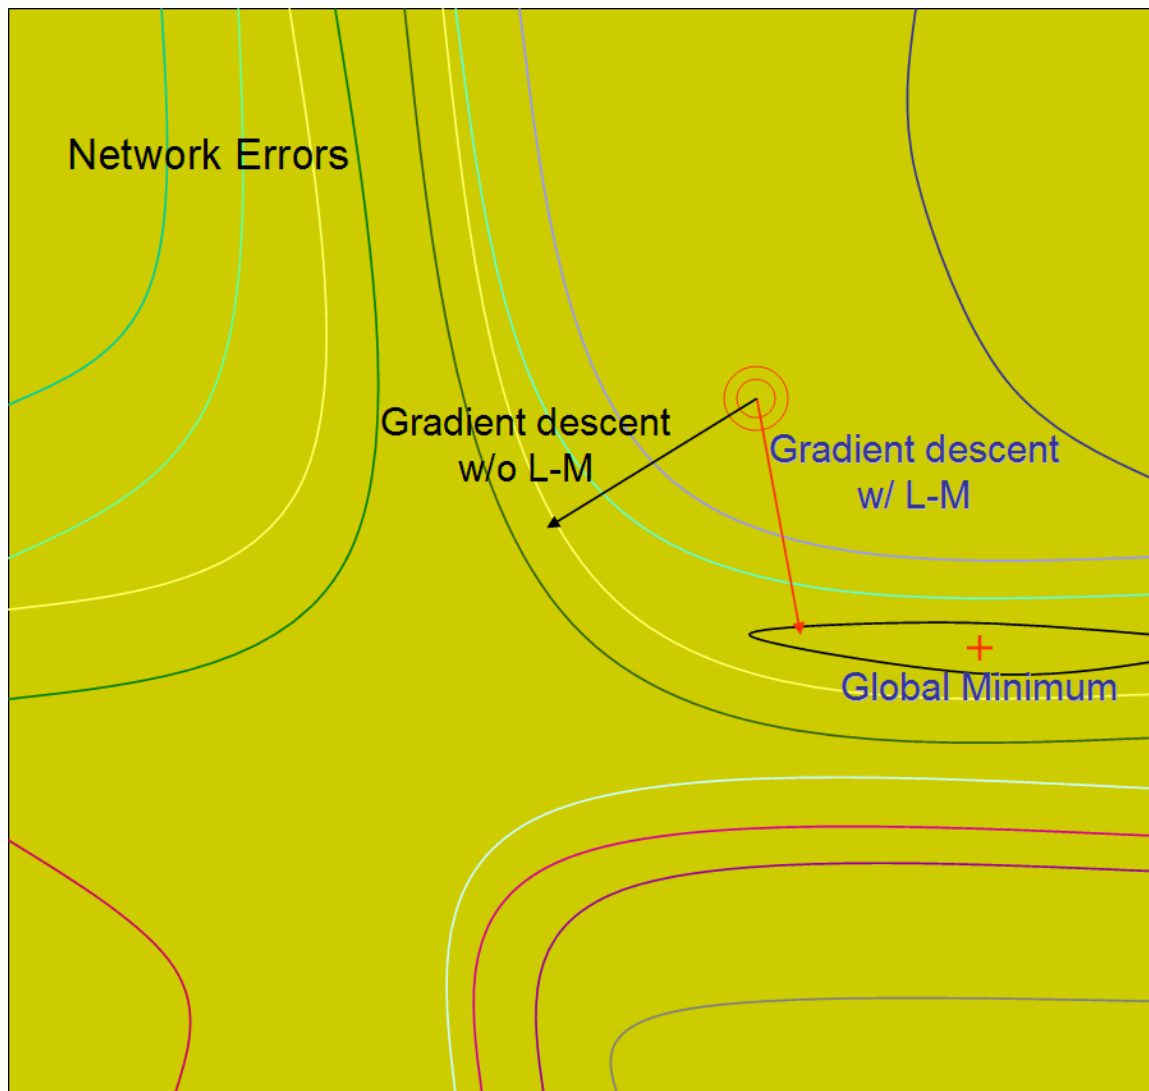 Network Errors
Gradient descent
w/o L-M
Gradient descent
w/ L-M
Global Minimum